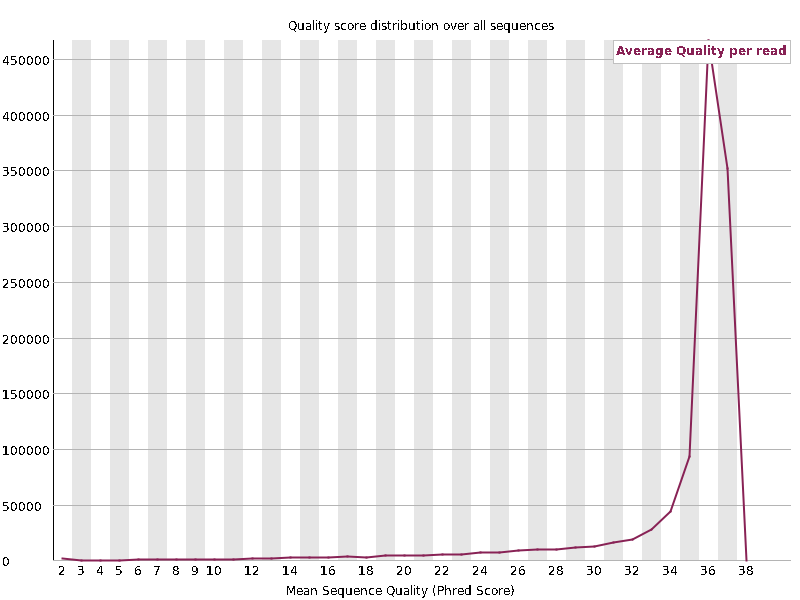 Quality score distribution over all sequences
Average Quality per read
450000
400000
350000
300000
250000
200000
150000
100000
50000
0
2 3 4 5 6 7 8 9 10 12 14 16 18 20 22 24 26 28 30 32 34 36 38
Mean Sequence Quality (Phred Score)